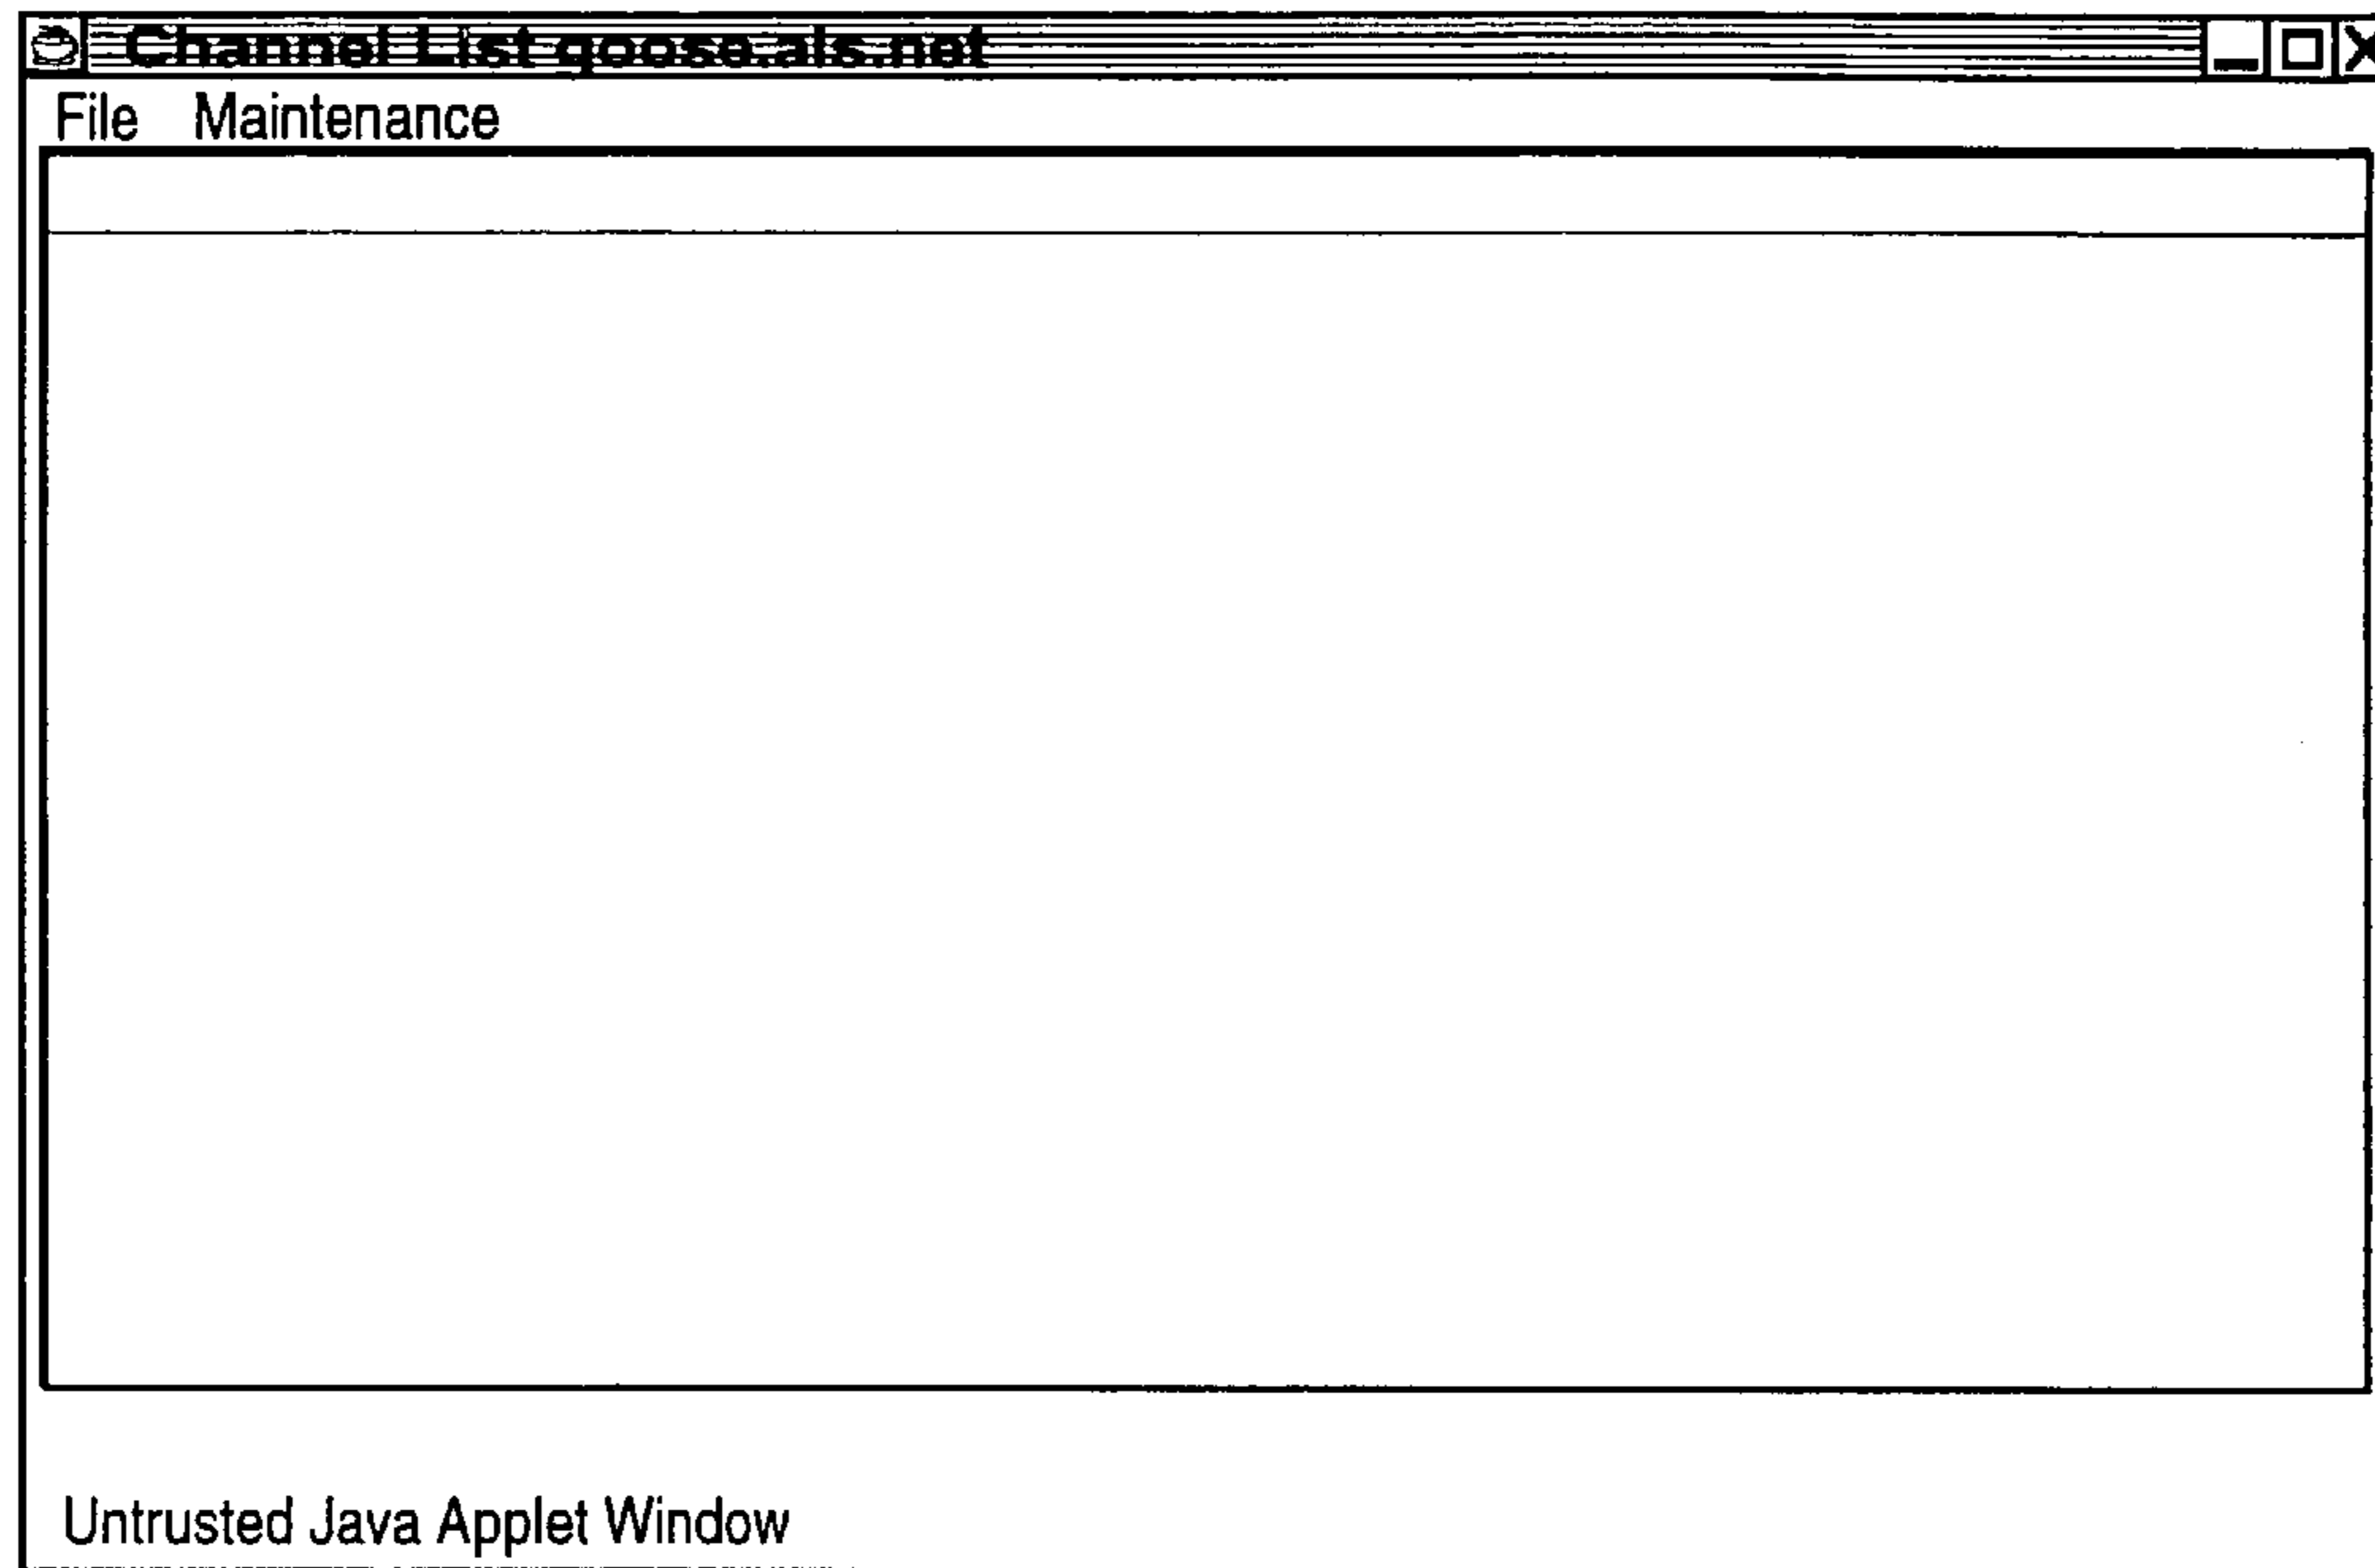 Channel List goose.als.net
File Maintenance
Untrusted Java Applet Window